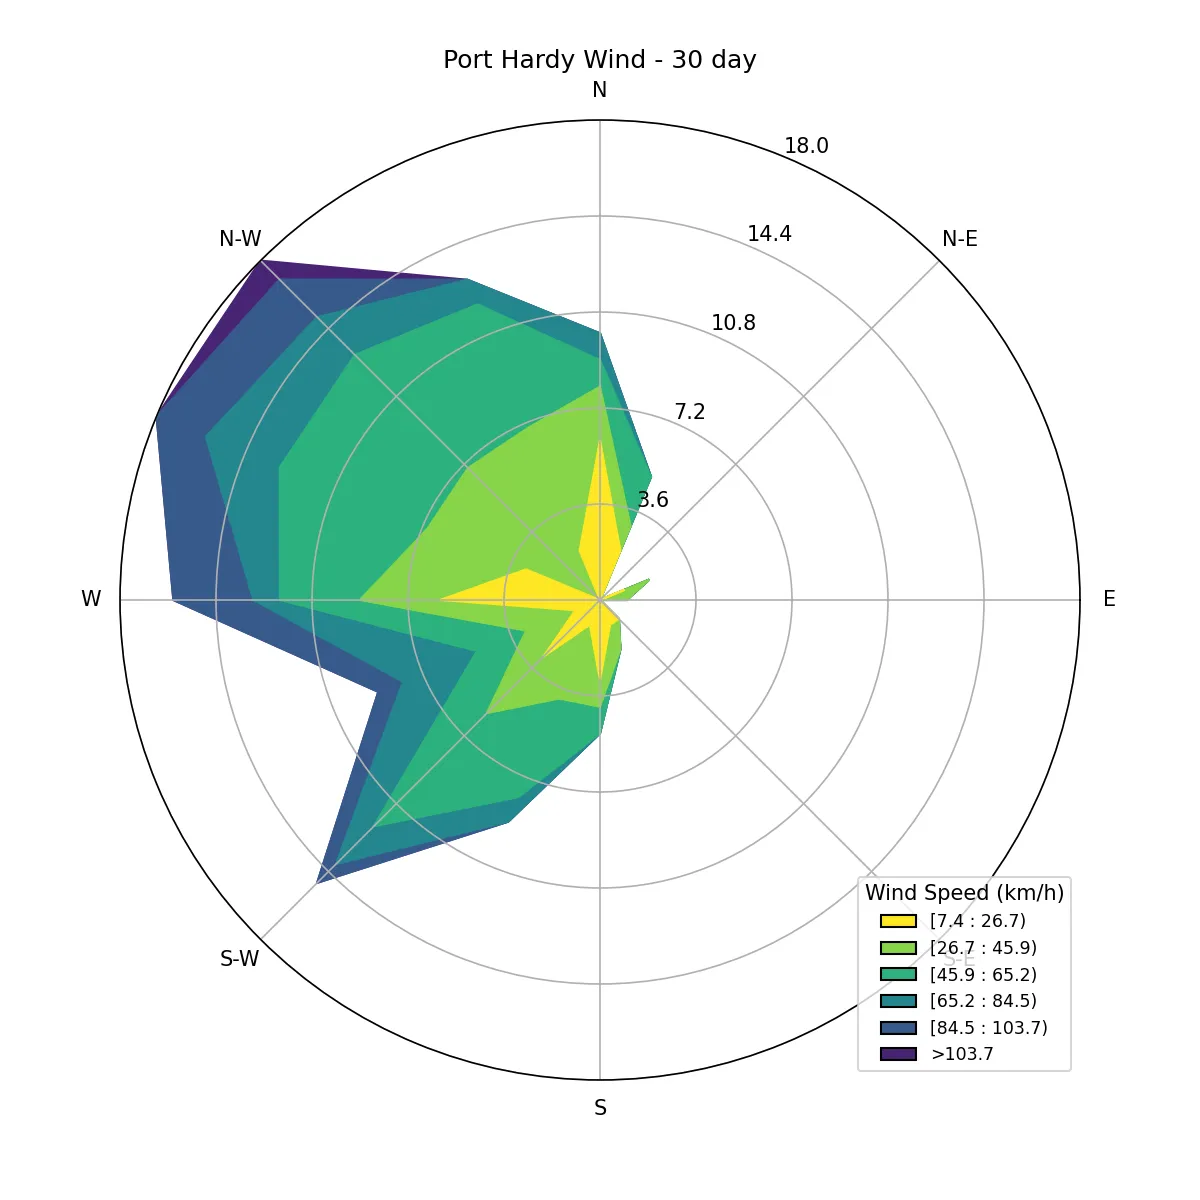 Port Hardy Wind - 30 day
N
18.0
14.4
N-W
N-E
10.8
7.2
3.6
W
E
S-W
S-E
Wind Speed (km/h)
[7.4 : 26.7)
[26.7 : 45.9)
[45.9 : 65.2)
[65.2 : 84.5)
[84.5 : 103.7)
>103.7
S